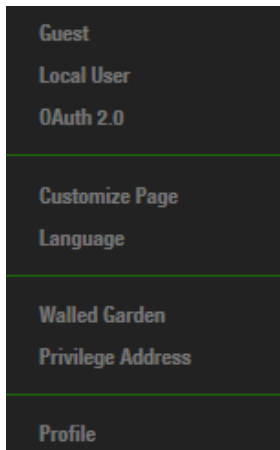 Guest
Local User
OAuth 2.0
Customize Page
Language
Walled Garden
Privilege Address
Profile